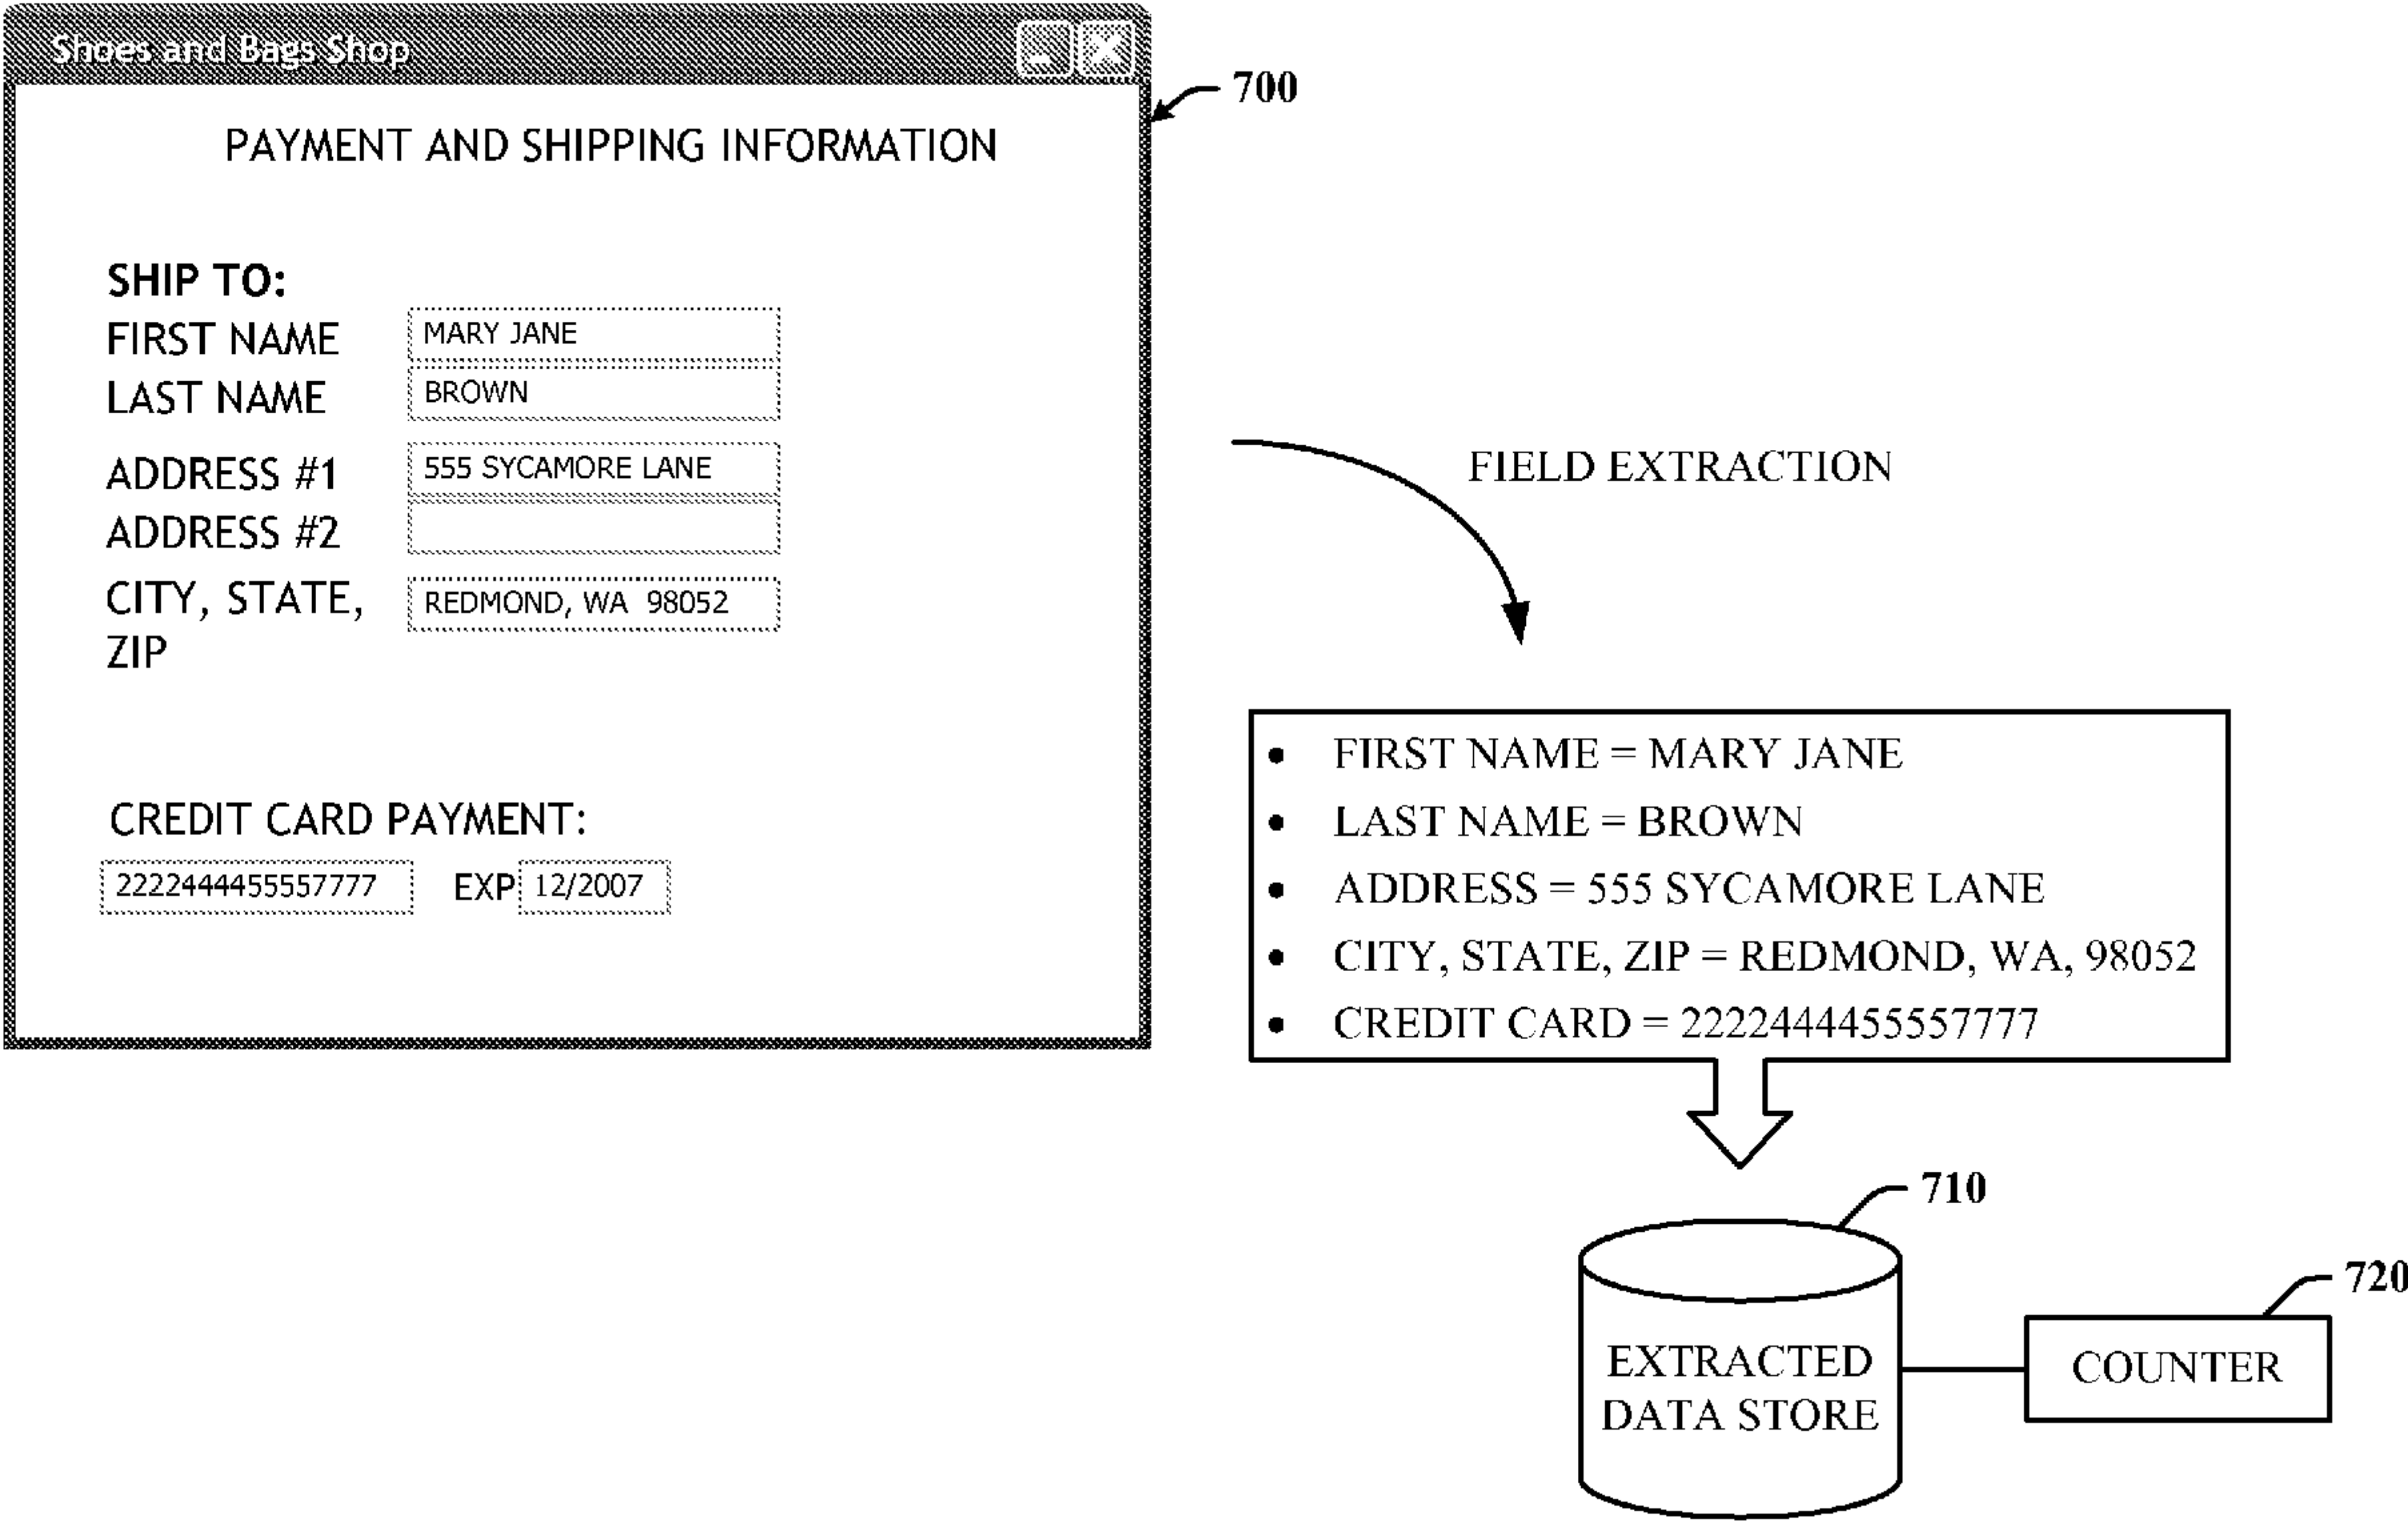 Shoes and Bags Shop
700
PAYMENT AND SHIPPING INFORMATION
SHIP TO:
FIRST NAME MARY JANE
LAST NAME BROWN
ADDRESS #1 555 SYCAMORE LANE
ADDRESS #2
CITY, STATE, REDMOND, WA 98052
ZIP
CREDIT CARD PAYMENT:
2222444455557777 EXP 12/2007
FIELD EXTRACTION
• FIRST NAME = MARY JANE
• LAST NAME = BROWN
• ADDRESS = 555 SYCAMORE LANE
• CITY, STATE, ZIP = REDMOND, WA, 98052
• CREDIT CARD = 2222444455557777
710
EXTRACTED
DATA STORE
720
COUNTER